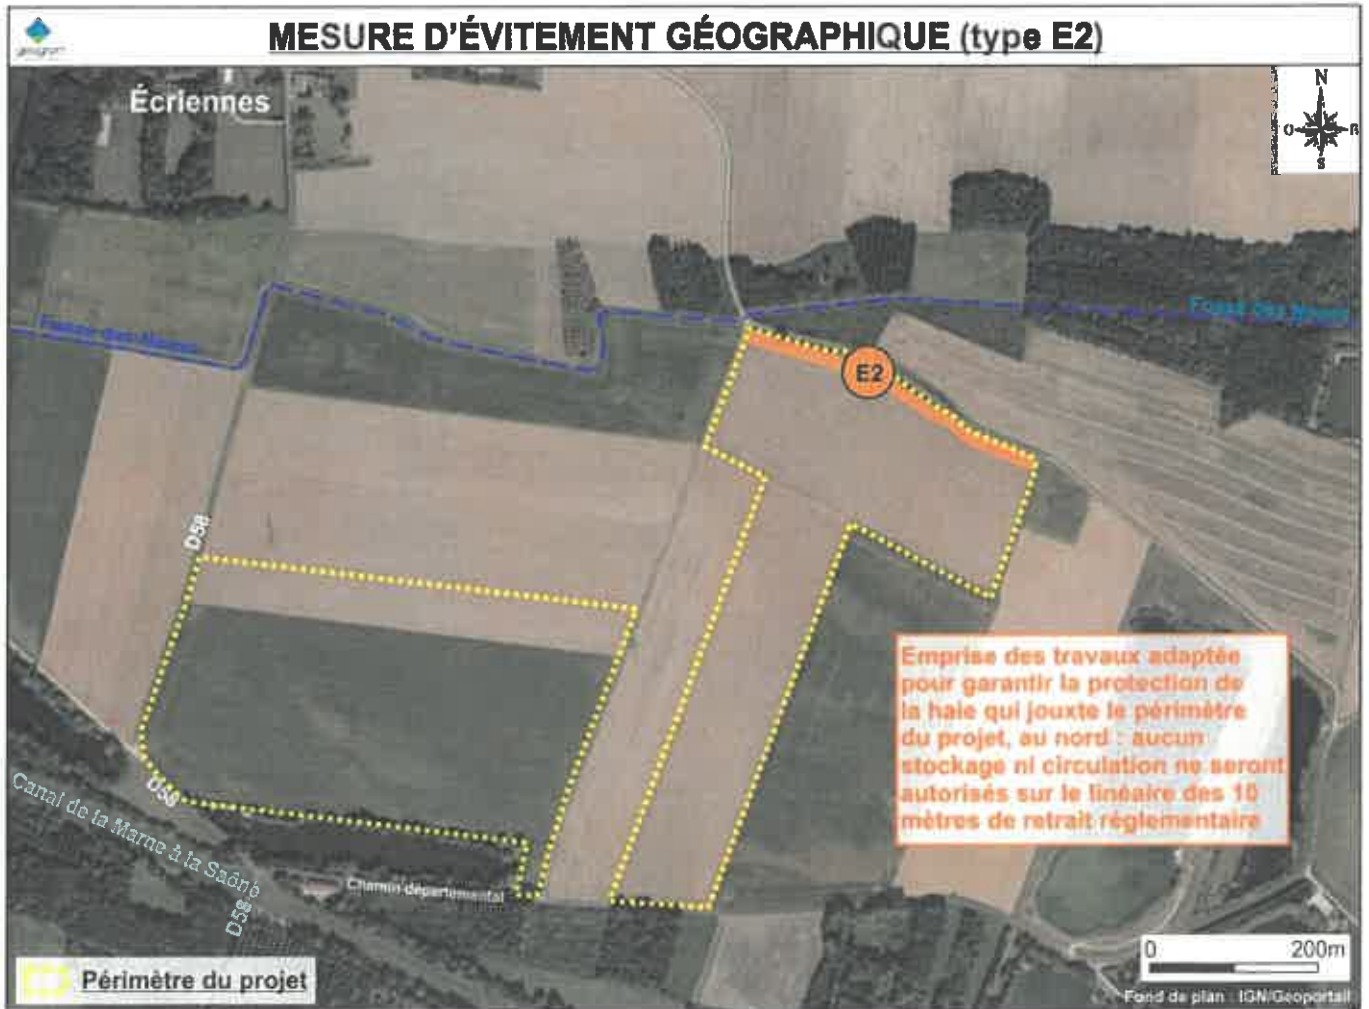 MESURE D'ÉVITEMENT GÉOGRAPHIQUE (type E2)
Écriennes
N
O
S
E2
D58
Emprise des travaux adaptée
pour garantir la protection de
la haie qui jouxte le périmètre
du projet, au nord : aucun
stockage ni circulation ne seront
autorisés sur le linéaire des 10
mètres de retrait réglementaire
D58
Canal de la Marne à la Saône
D58
Chemin départemental
Périmètre du projet
0 200m
Fond de plan : IGN/Geoportail